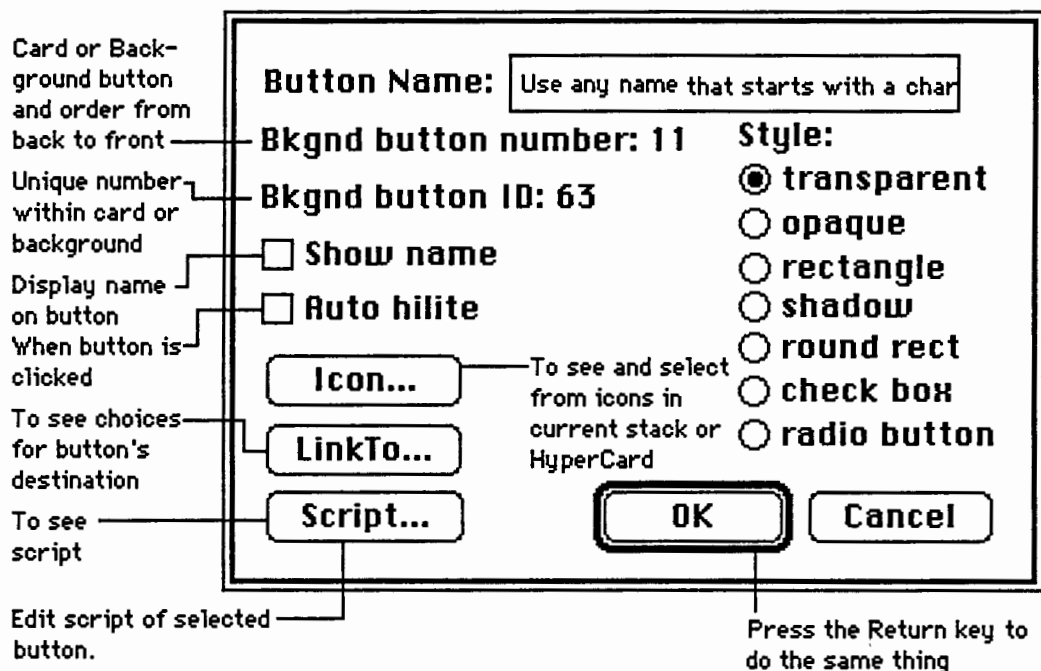 Card or Back-
ground button
and order from
back to front
Unique number
within card or
background
Display name
on button
When button is
clicked
To see choices
for button's
destination
To see
script
Edit script of selected
button.
Button Name: Use any name that starts with a char
Bkgnd button number: 11
Bkgnd button ID: 63
Show name
Auto hilite
Icon...
LinkTo...
Script...
To see and select
from icons in
current stack or
HyperCard
Style:
transparent
opaque
rectangle
shadow
round rect
check box
radio button
OK
Cancel
Press the Return key to
do the same thing